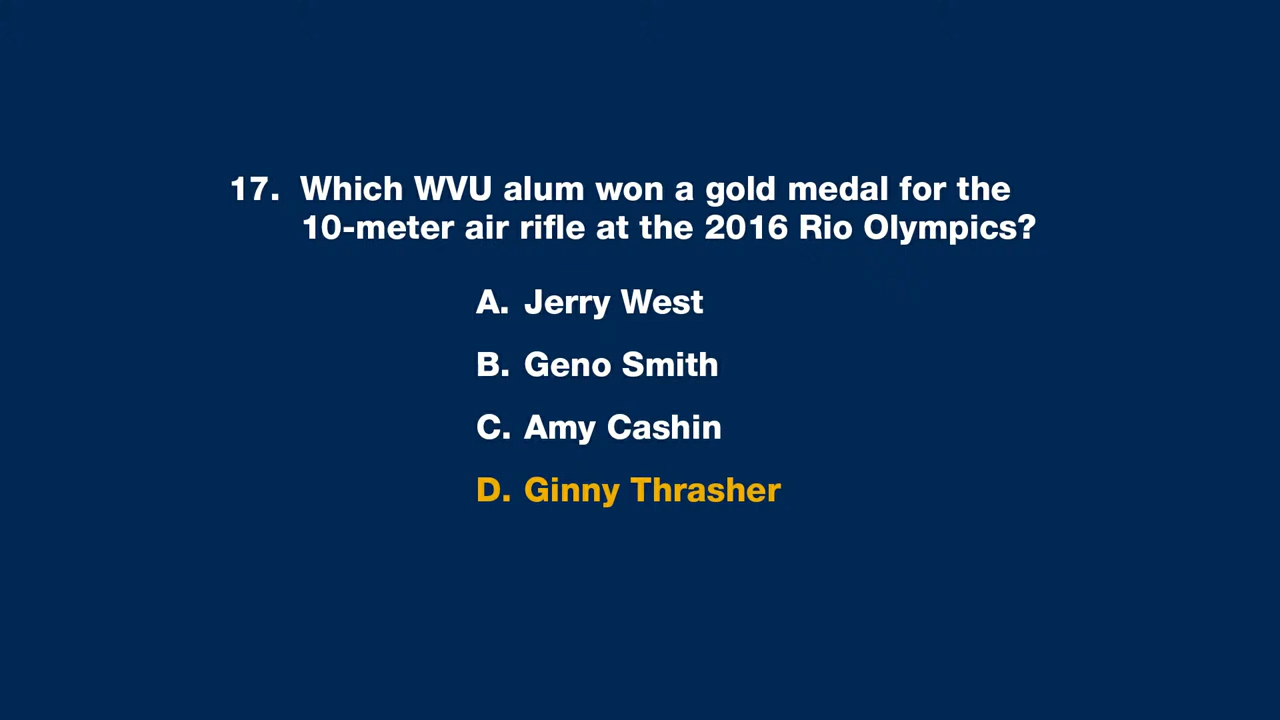 17. Which WVU alum won a gold medal for the
10-meter air rifle at the 2016 Rio Olympics?
A. Jerry West
B. Geno Smith
C. Amy Cashin
D. Ginny Thrasher